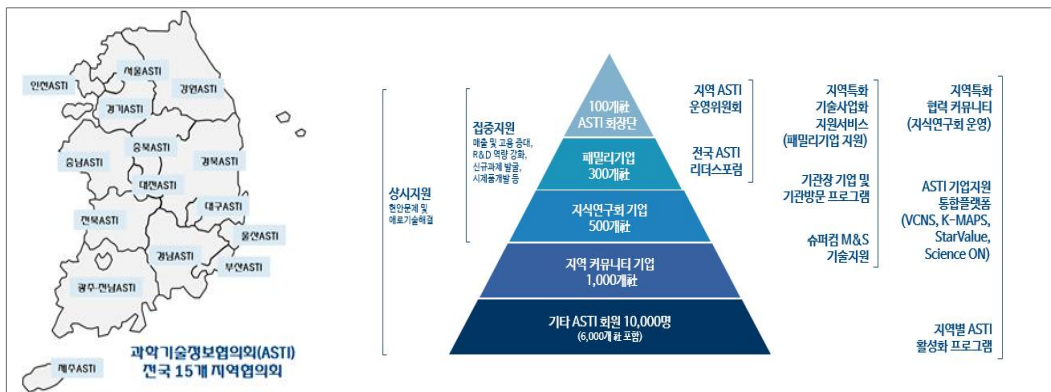 서울ASTI
인천ASTI
강원ASTI
경기ASTI
충북ASTI
충남ASTI
경북ASTI
대전ASTI
대구ASTI
전북ASTI
울산ASTI
경남ASTI
부산ASTI
광주·전남ASTI
제주ASTI
과학기술정보협의회(ASTI)
전국 15개 지역협의회
상시지원
현안문제 및
애로기술해결
집중지원
매출 및 고용 증대,
R&D 역량 강화,
신규과제 발굴,
시제품개발 등
100개社
ASTI 회장단
패밀리기업
300개社
지식연구회 기업
500개社
지역 커뮤니티 기업
1,000개社
기타 ASTI 회원 10,000명
(6,000개 社 포함)
지역 ASTI
운영위원회
전국 ASTI
리더스포럼
지역특화
기술사업화
지원서비스
(패밀리기업 지원)
기관장 기업 및
기관방문 프로그램
슈퍼컴 M&S
기술지원
지역특화
협력 커뮤니티
(지식연구회 운영)
ASTI 기업지원
통합플랫폼
(VCNS, K-MAPS,
StarValue,
Science ON)
지역별 ASTI
활성화 프로그램